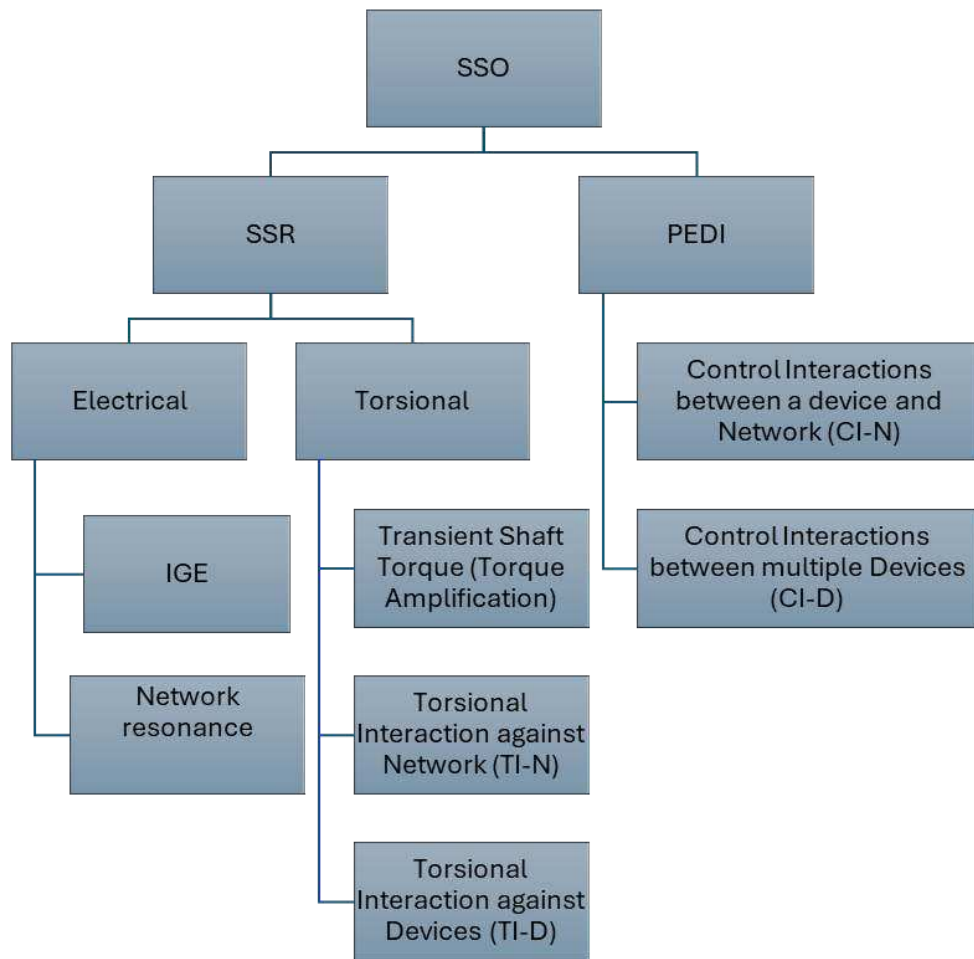 SSO
SSR
PEDI
Electrical
Torsional
Control Interactions
between a device and
Network (CI-N)
IGE
Transient Shaft
Torque (Torque
Amplification)
Control Interactions
between multiple Devices
(CI-D)
Network
resonance
Torsional
Interaction against
Network (TI-N)
Torsional
Interaction against
Devices (TI-D)